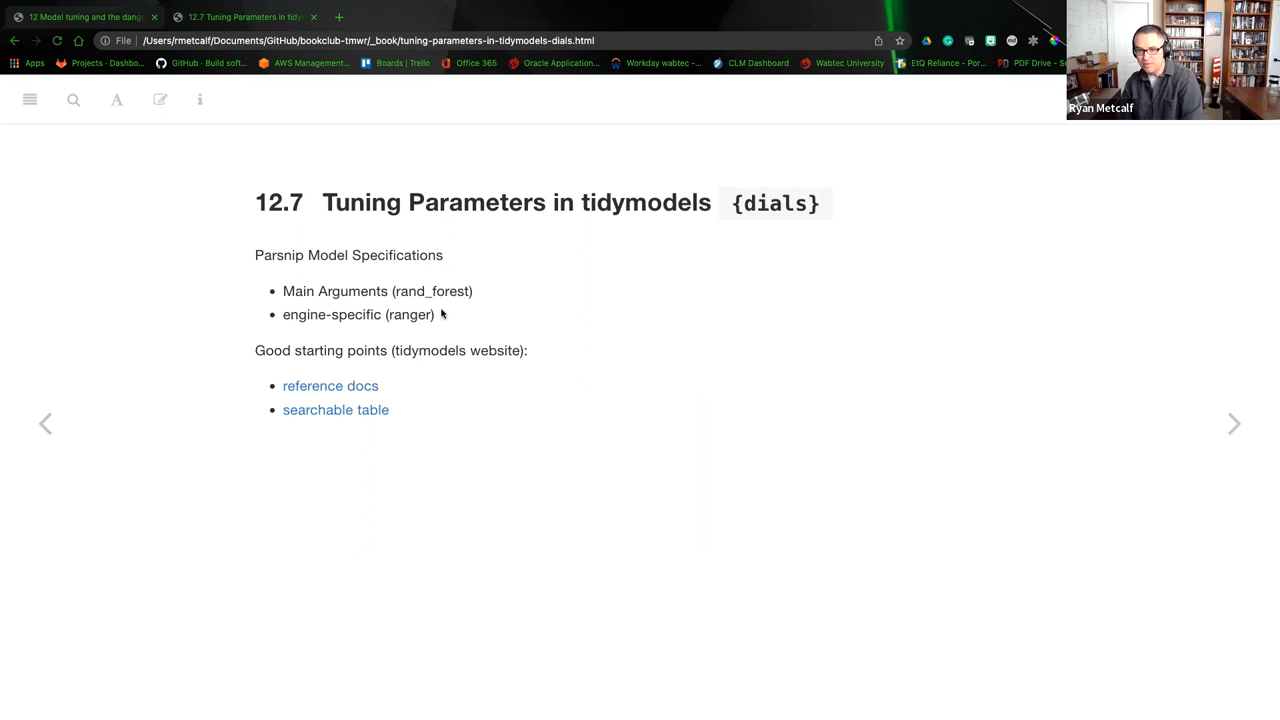 12 Model tuning and the dang
12.7 Tuning Parameters in tidy
File /Users/rmetcalf/Documents/GitHub/bookclub-tmwr/_book/tuning-parameters-in-tidymodels-dials.html
Apps Projects · Dashbo... GitHub · Build soft... AWS Management... Boards | Trello Office 365 Oracle Application... Workday wabtec -... CLM Dashboard Wabtec University EtQ Reliance - Por... PDF Drive - Se
Ryan Metcalf
12.7 Tuning Parameters in tidymodels {dials}
Parsnip Model Specifications
• Main Arguments (rand_forest)
• engine-specific (ranger)
Good starting points (tidymodels website):
• reference docs
• searchable table